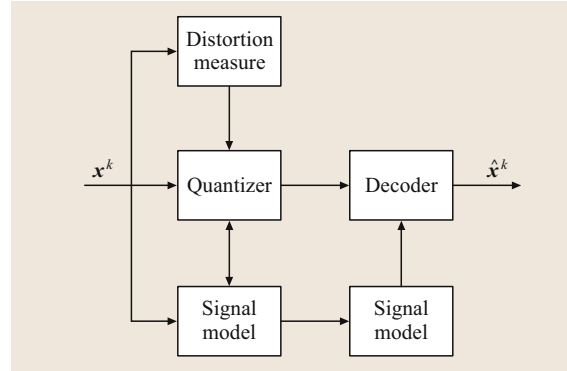 Distortion
measure
x^k
Quantizer
Decoder
x̂^k
Signal
model
Signal
model